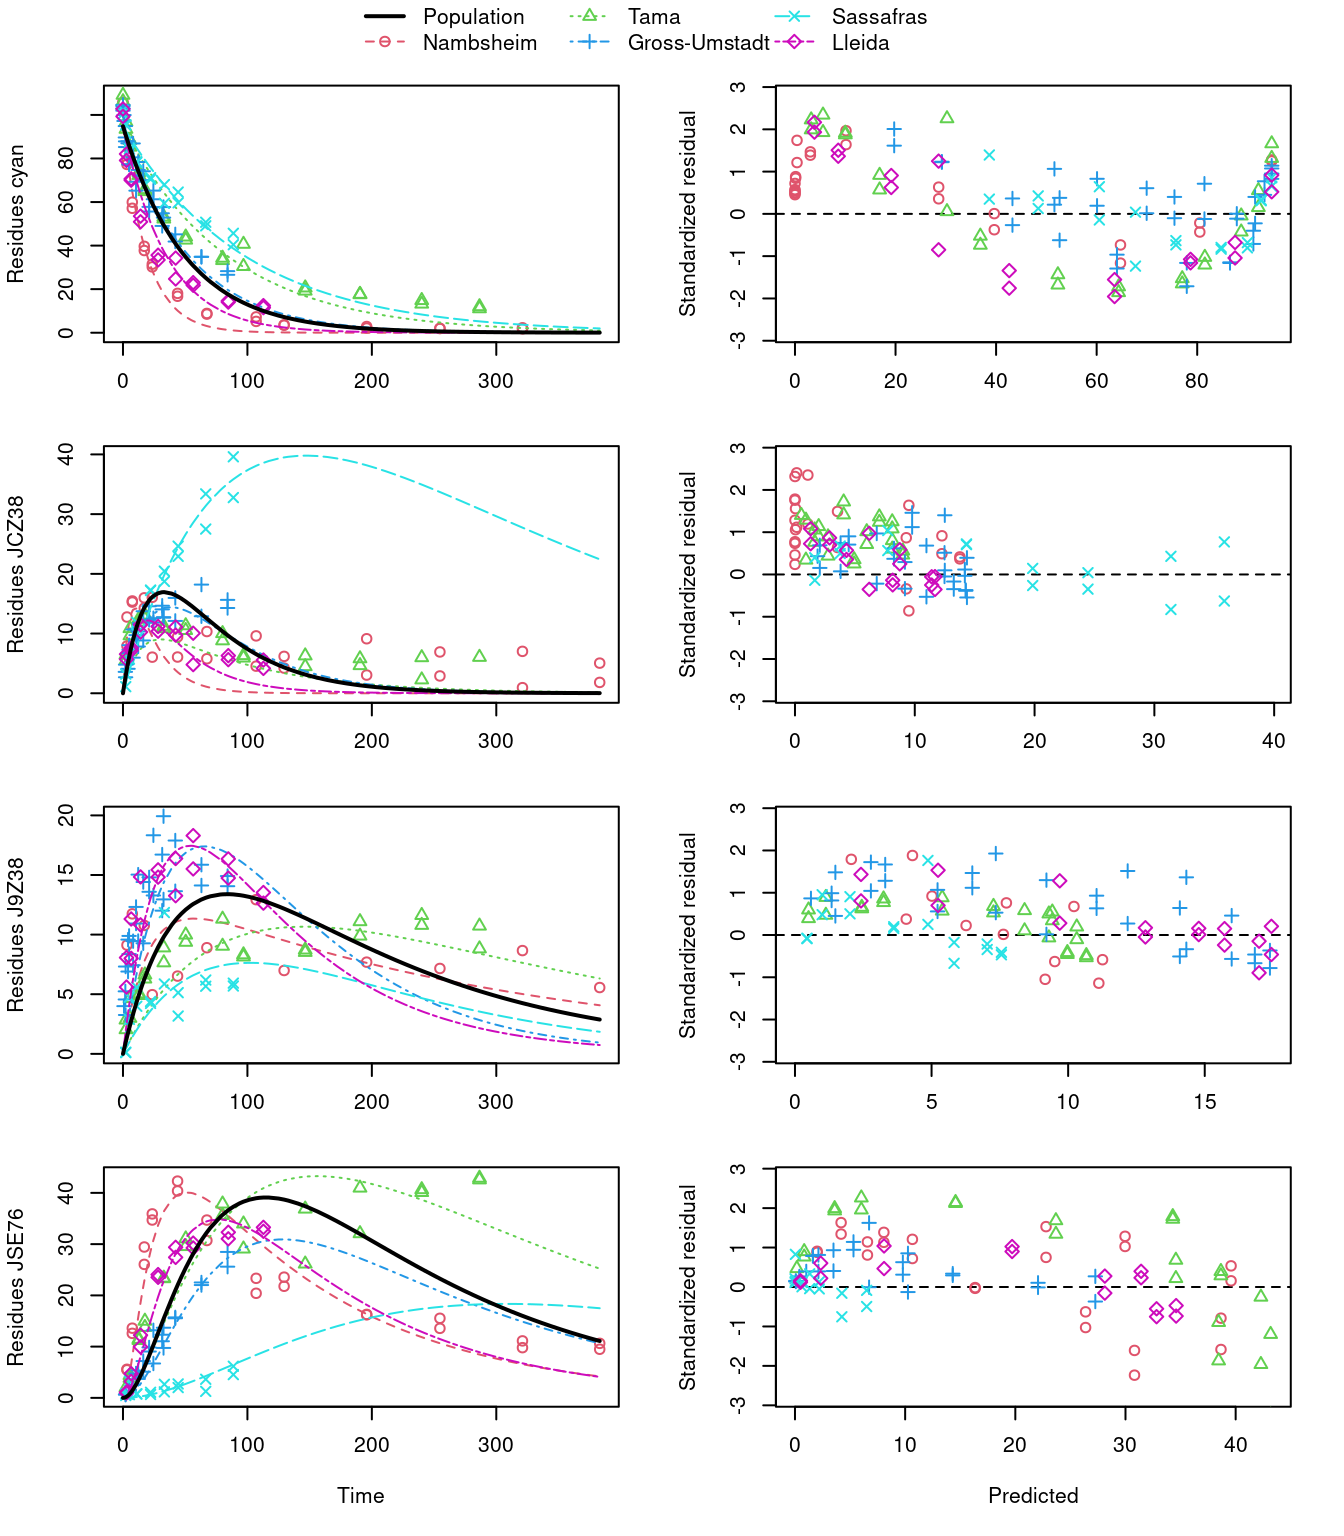 Population Tama Sassafras
Nambsheim Gross-Umstadt Lleida
Residues cyan
0 20 40 60 80
0 100 200 300
Standardized residual
-3 -2 -1 0 1 2 3
0 20 40 60 80
Residues JCZ38
0 10 20 30 40
0 100 200 300
Standardized residual
-3 -2 -1 0 1 2 3
0 10 20 30 40
Residues J9Z38
0 5 10 15 20
0 100 200 300
Standardized residual
-3 -2 -1 0 1 2 3
0 5 10 15
Residues JSE76
0 10 20 30 40
0 100 200 300
Time
Standardized residual
-3 -2 -1 0 1 2 3
0 10 20 30 40
Predicted